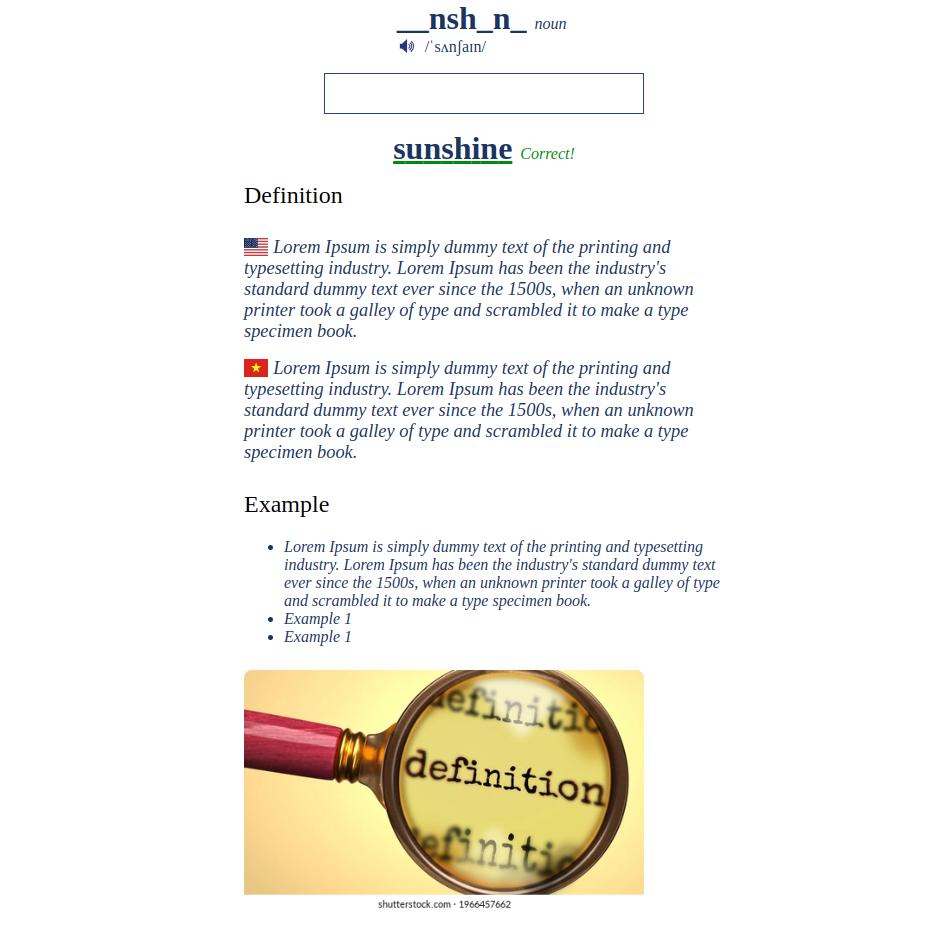 __nsh_n_ noun
/ˈsʌnʃaɪn/
sunshine Correct!
Definition
Lorem Ipsum is simply dummy text of the printing and
typesetting industry. Lorem Ipsum has been the industry's
standard dummy text ever since the 1500s, when an unknown
printer took a galley of type and scrambled it to make a type
specimen book.
Lorem Ipsum is simply dummy text of the printing and
typesetting industry. Lorem Ipsum has been the industry's
standard dummy text ever since the 1500s, when an unknown
printer took a galley of type and scrambled it to make a type
specimen book.
Example
• Lorem Ipsum is simply dummy text of the printing and typesetting
industry. Lorem Ipsum has been the industry's standard dummy text
ever since the 1500s, when an unknown printer took a galley of type
and scrambled it to make a type specimen book.
• Example 1
• Example 1
definitio
definition
definitio
shutterstock.com · 1966457662